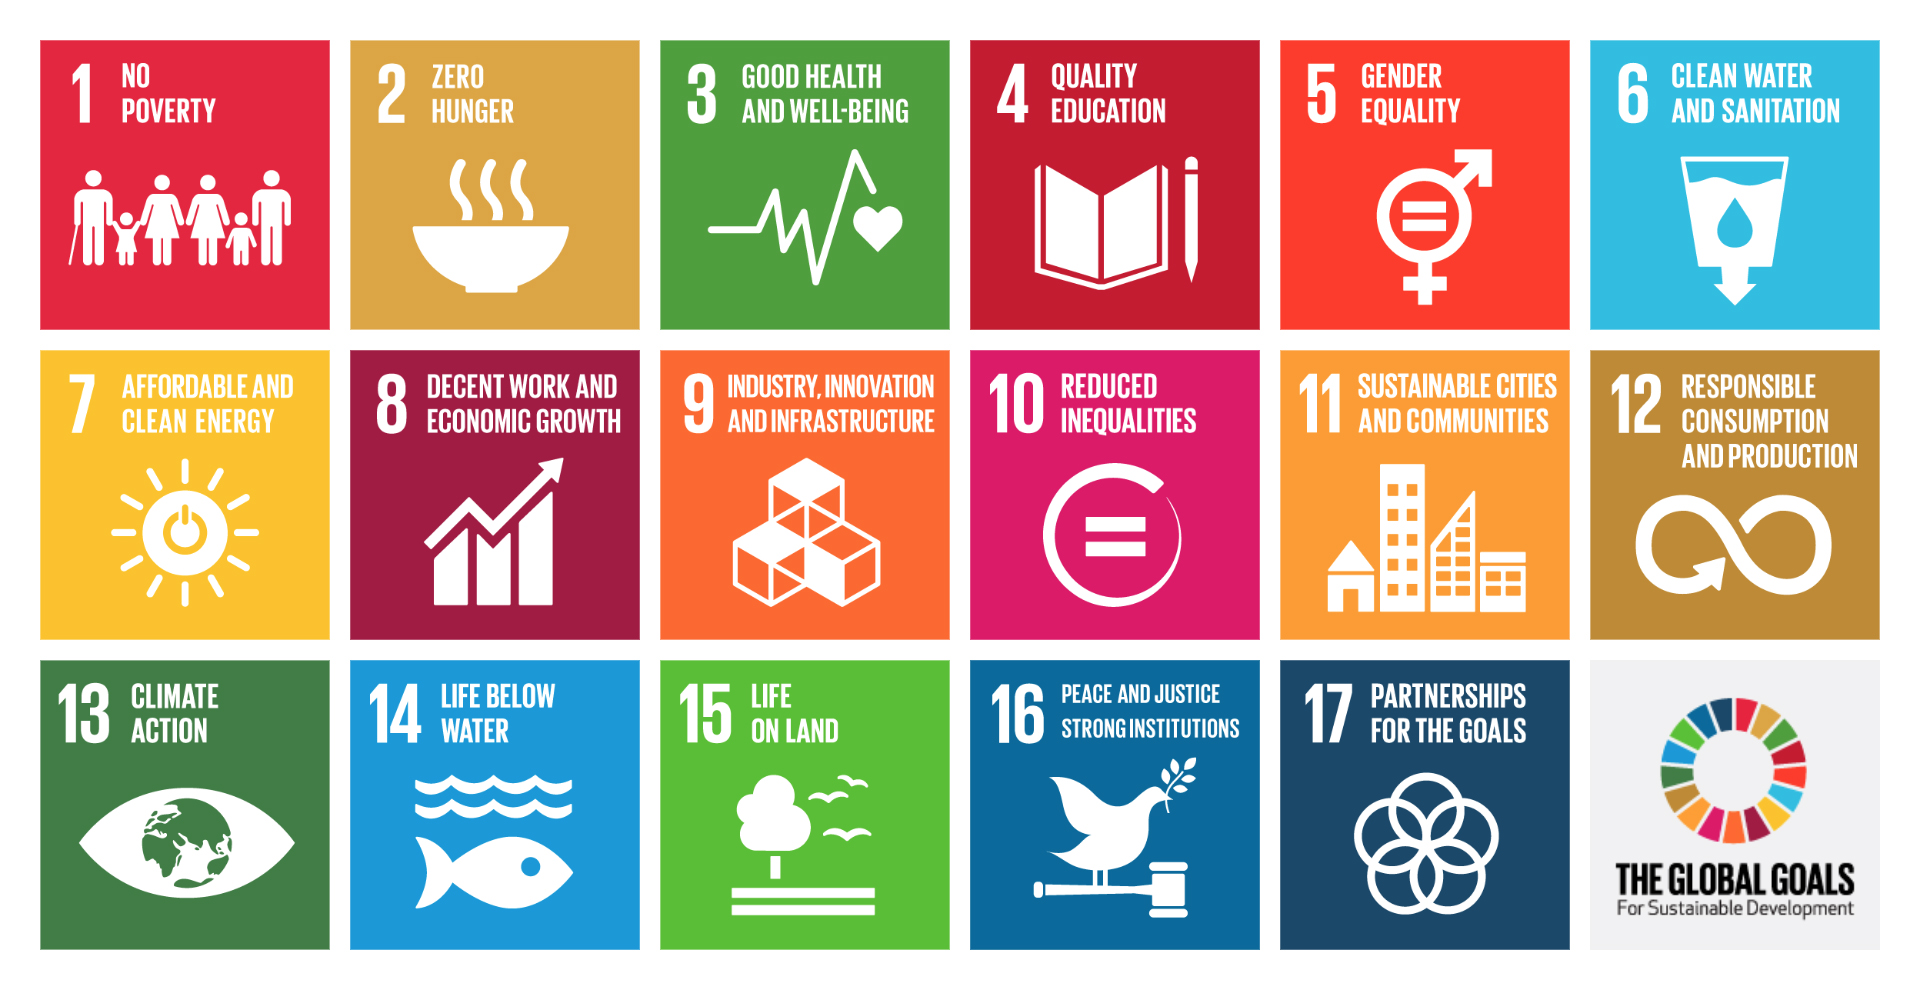 1 NO
POVERTY
2 ZERO
HUNGER
3 GOOD HEALTH
AND WELL-BEING
4 QUALITY
EDUCATION
5 GENDER
EQUALITY
6 CLEAN WATER
AND SANITATION
7 AFFORDABLE AND
CLEAN ENERGY
8 DECENT WORK AND
ECONOMIC GROWTH
9 INDUSTRY, INNOVATION
AND INFRASTRUCTURE
10 REDUCED
INEQUALITIES
11 SUSTAINABLE CITIES
AND COMMUNITIES
12 RESPONSIBLE
CONSUMPTION
AND PRODUCTION
13 CLIMATE
ACTION
14 LIFE BELOW
WATER
15 LIFE
ON LAND
16 PEACE AND JUSTICE
STRONG INSTITUTIONS
17 PARTNERSHIPS
FOR THE GOALS
THE GLOBAL GOALS
For Sustainable Development